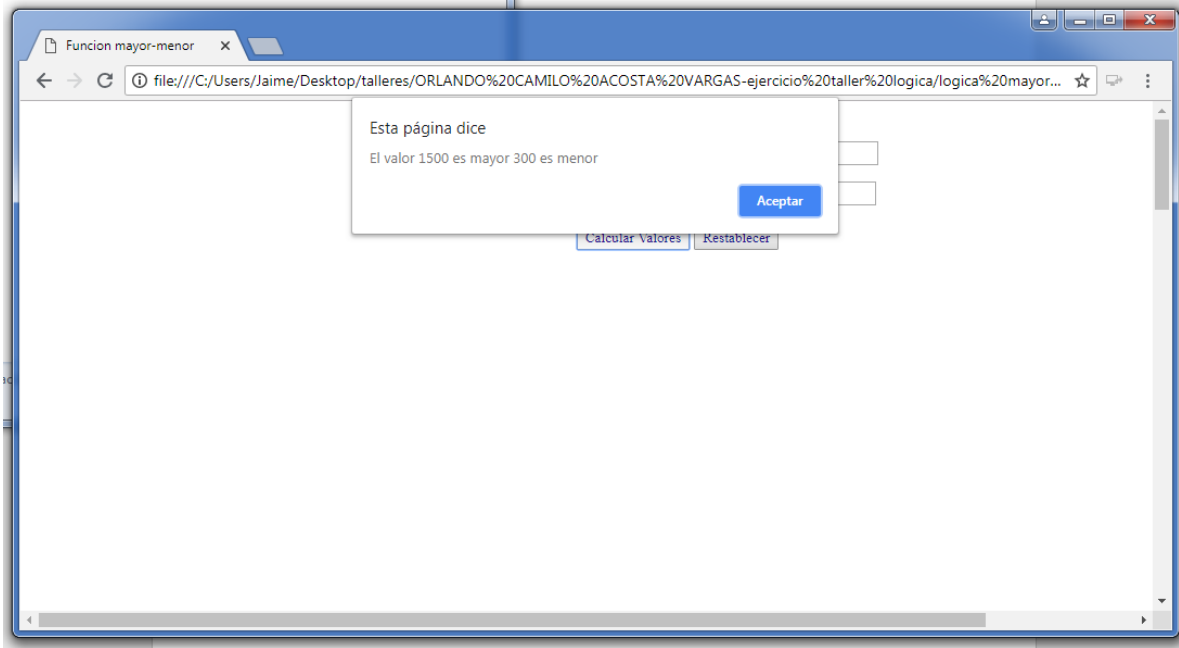 Funcion mayor-menor
file:///C:/Users/Jaime/Desktop/talleres/ORLANDO%20CAMILO%20ACOSTA%20VARGAS-ejercicio%20taller%20logica/logica%20mayor...
Esta página dice
El valor 1500 es mayor 300 es menor
Aceptar
Calcular Valores Restablecer